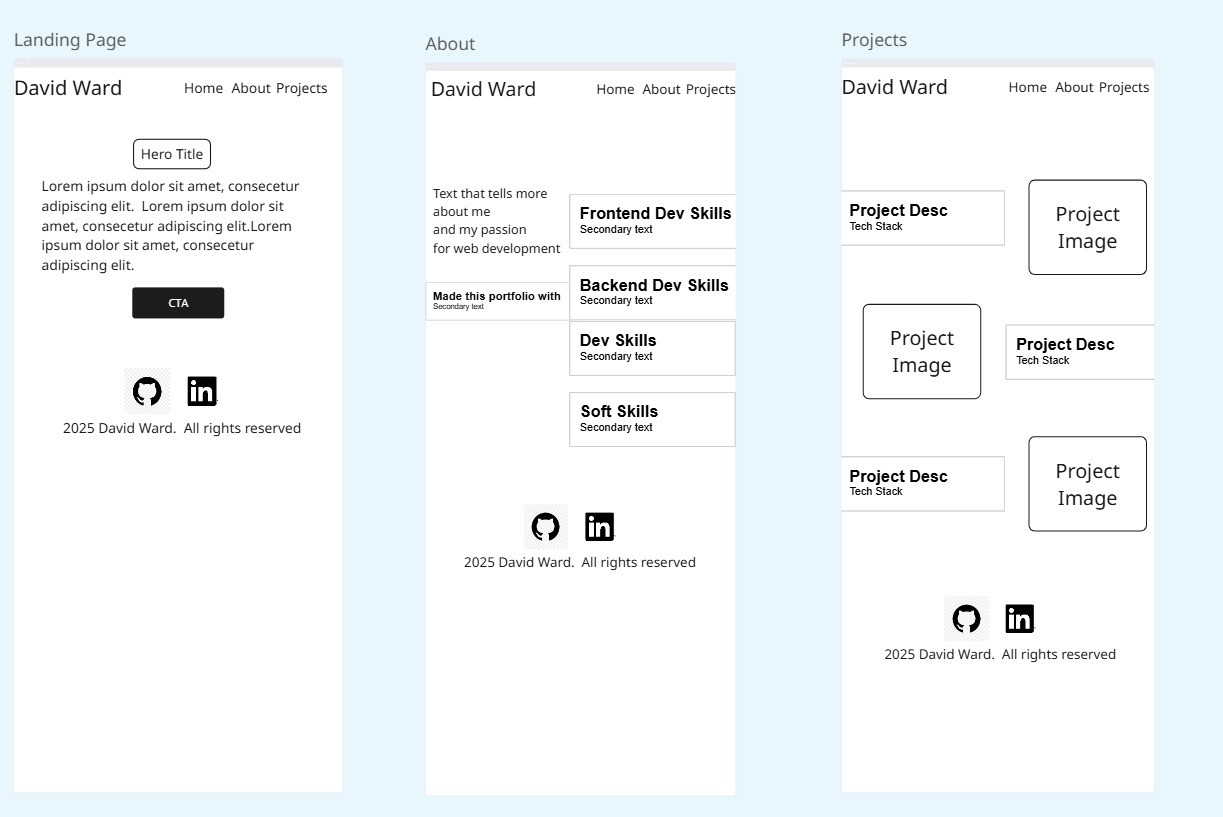 Landing Page
David Ward
Home About Projects
Hero Title
Lorem ipsum dolor sit amet, consecetur
adipiscing elit.  Lorem ipsum dolor sit
amet, consecetur adipiscing elit.Lorem
ipsum dolor sit amet, consecetur
adipiscing elit.
CTA
in
2025 David Ward.  All rights reserved
About
David Ward
Home About Projects
Text that tells more
about me
and my passion
for web development
Made this portfolio with
Secondary text
Frontend Dev Skills
Secondary text
Backend Dev Skills
Secondary text
Dev Skills
Secondary text
Soft Skills
Secondary text
in
2025 David Ward.  All rights reserved
Projects
David Ward
Home About Projects
Project Desc
Tech Stack
Project
Image
Project
Image
Project Desc
Tech Stack
Project Desc
Tech Stack
Project
Image
in
2025 David Ward.  All rights reserved